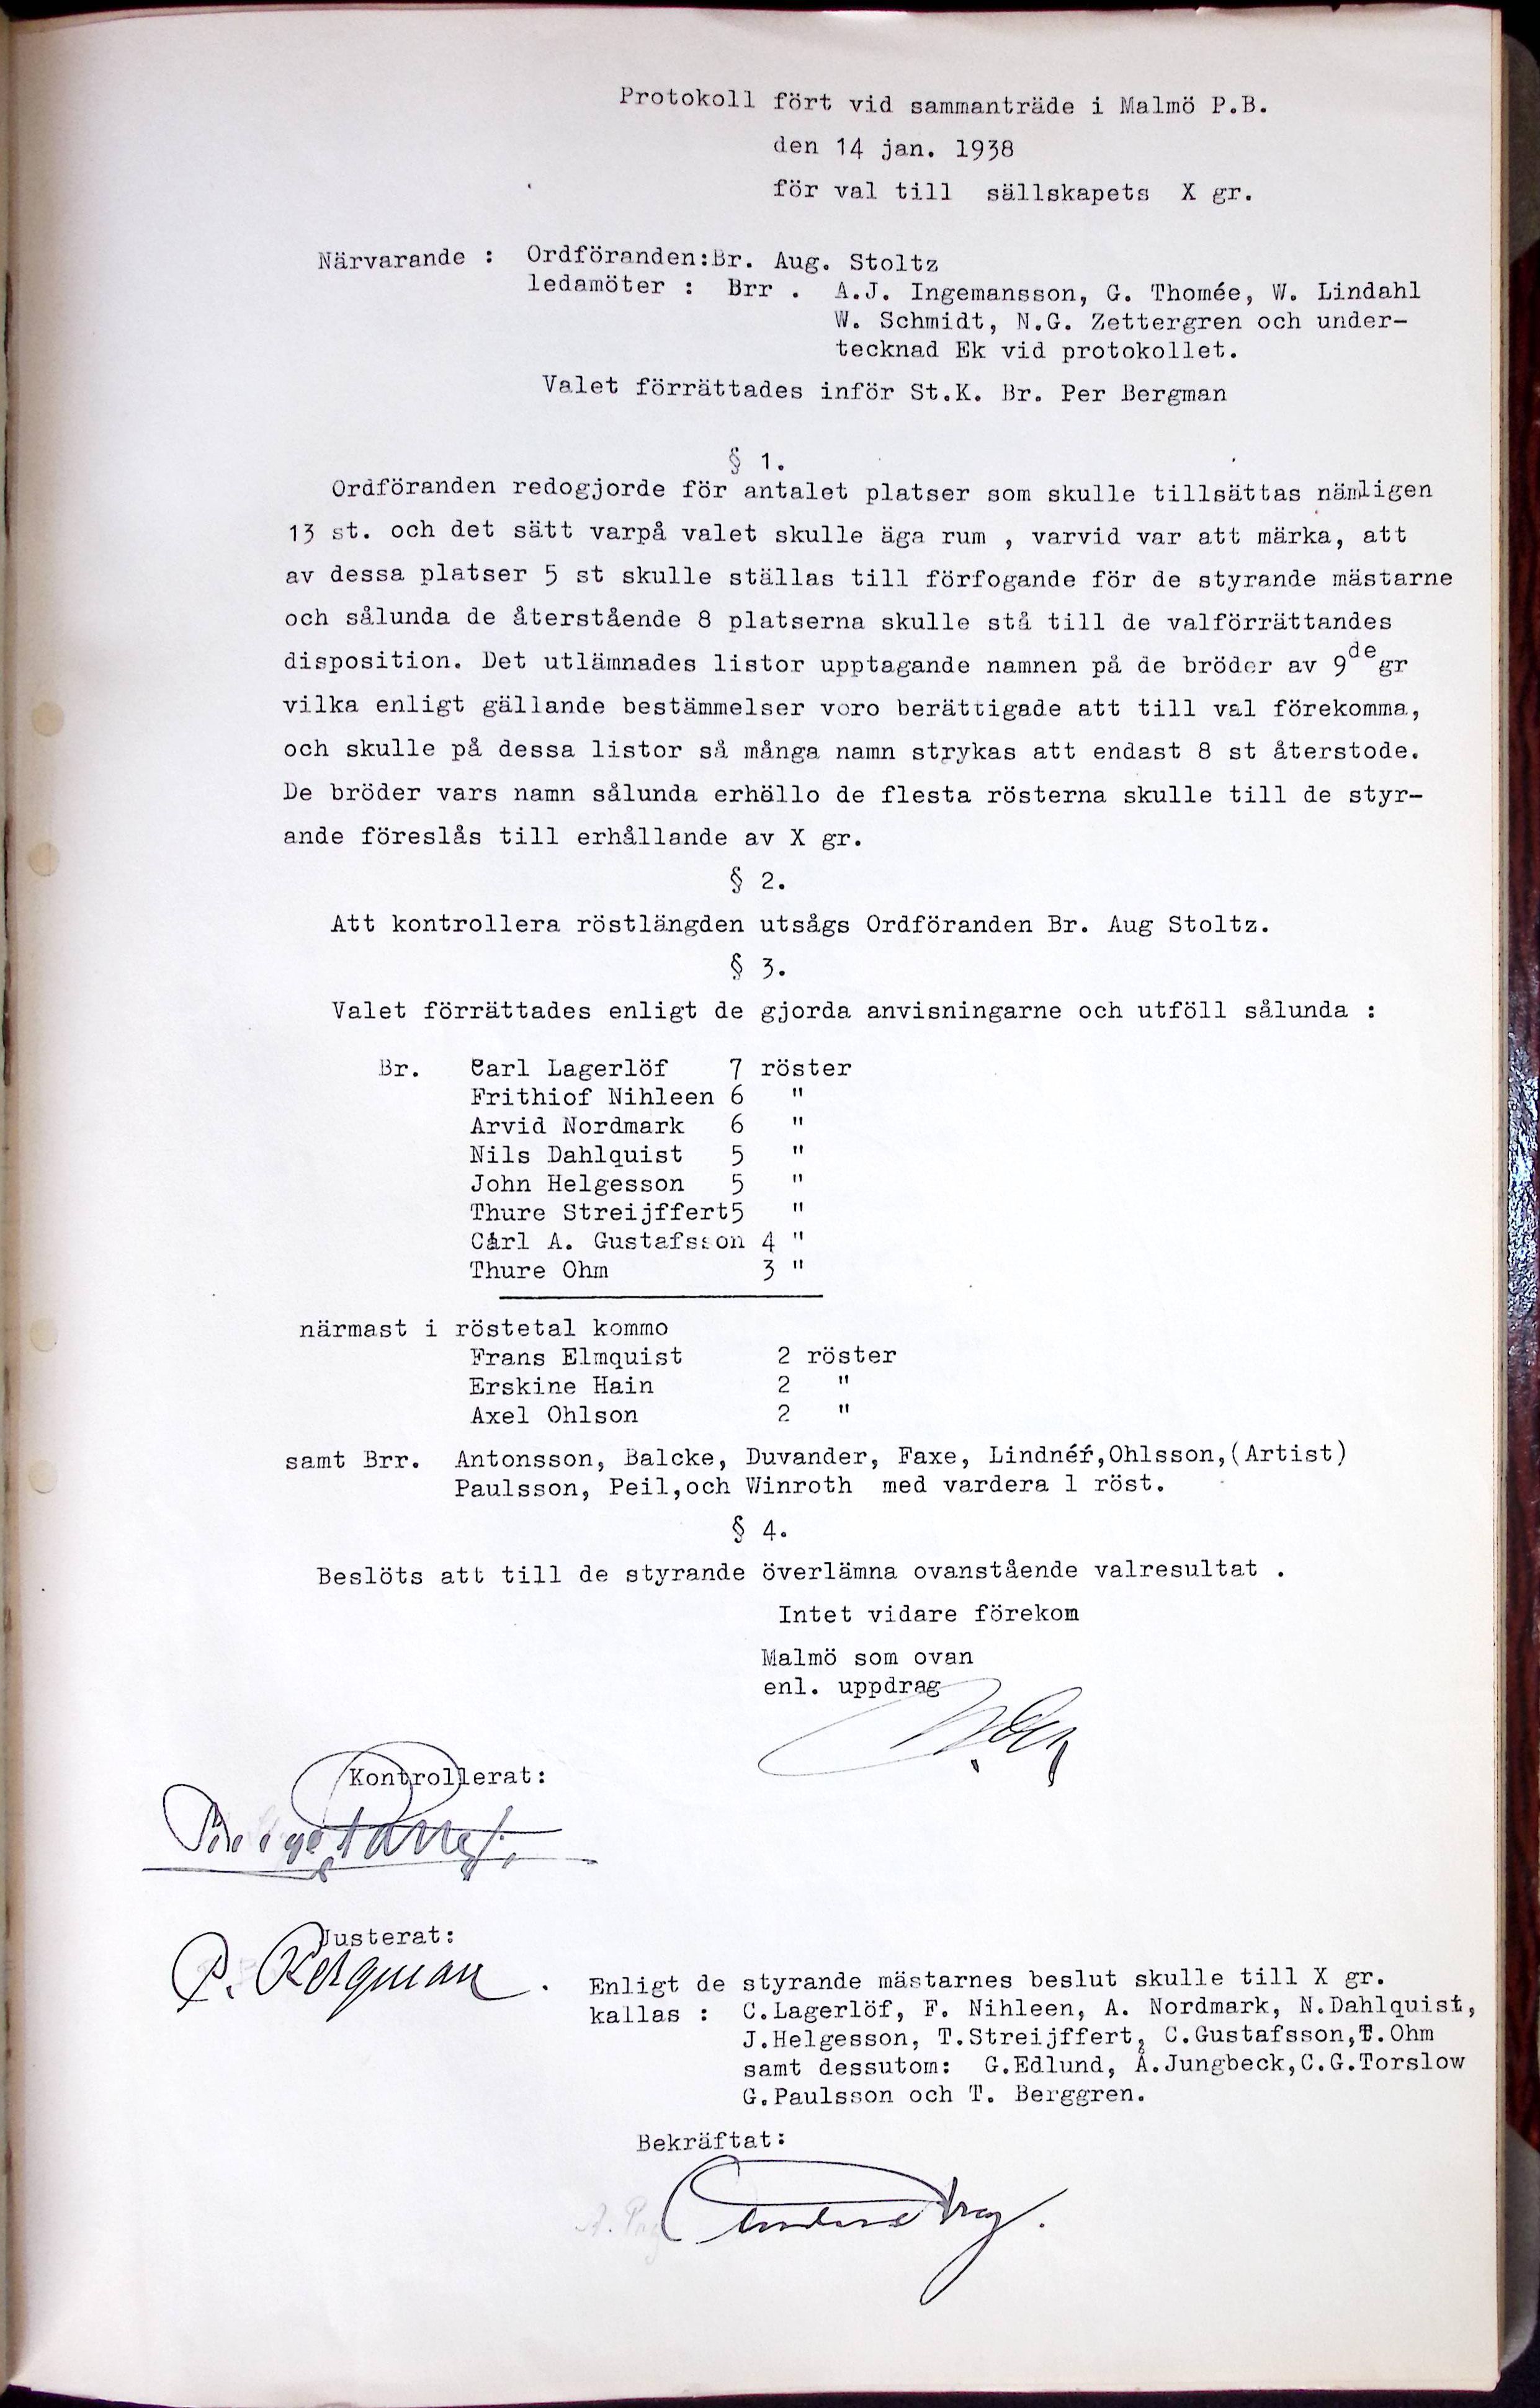 Protokoll fört vid sammanträde i Malmö P.B.
den 14 jan. 1938
för val till sällskapets X gr.
Närvarande : Ordföranden:Br. Aug. Stoltz
ledamöter : Brr . A.J. Ingemansson, G. Thomée, W. Lindahl
W. Schmidt, N.G. Zettergren och under-
tecknad Ek vid protokollet.
Valet förrättades inför St.K. Br. Per Bergman
§ 1.
Ordföranden redogjorde för antalet platser som skulle tillsättas nämligen
13 st. och det sätt varpå valet skulle äga rum , varvid var att märka, att
av dessa platser 5 st skulle ställas till förfogande för de styrande mästarne
och sålunda de återstående 8 platserna skulle stå till de valförrättandes
disposition. Det utlämnades listor upptagande namnen på de bröder av 9de gr
vilka enligt gällande bestämmelser voro berättigade att till val förekomma,
och skulle på dessa listor så många namn strykas att endast 8 st återstode.
De bröder vars namn sålunda erhöllo de flesta rösterna skulle till de styr-
ande föreslås till erhållande av X gr.
§ 2.
Att kontrollera röstlängden utsågs Ordföranden Br. Aug Stoltz.
§ 3.
Valet förrättades enligt de gjorda anvisningarne och utföll sålunda :
Br. Carl Lagerlöf 7 röster
Frithiof Nihleen 6 "
Arvid Nordmark 6 "
Nils Dahlquist 5 "
John Helgesson 5 "
Thure Streijffert5 "
Carl A. Gustafsson 4 "
Thure Ohm 3 "
närmast i röstetal kommo
Frans Elmquist 2 röster
Erskine Hain 2 "
Axel Ohlson 2 "
samt Brr. Antonsson, Balcke, Duvander, Faxe, Lindnér,Ohlsson,(Artist)
Paulsson, Peil,och Winroth med vardera 1 röst.
§ 4.
Beslöts att till de styrande överlämna ovanstående valresultat .
Intet vidare förekom
Malmö som ovan
enl. uppdrag
Kontrollerat:
Justerat:
P. Bergman
Enligt de styrande mästarnes beslut skulle till X gr.
kallas : C.Lagerlöf, F. Nihleen, A. Nordmark, N.Dahlquist,
J.Helgesson, T.Streijffert, C.Gustafsson,T.Ohm
samt dessutom: G.Edlund, Å.Jungbeck,C.G.Torslow
G.Paulsson och T. Berggren.
Bekräftat: